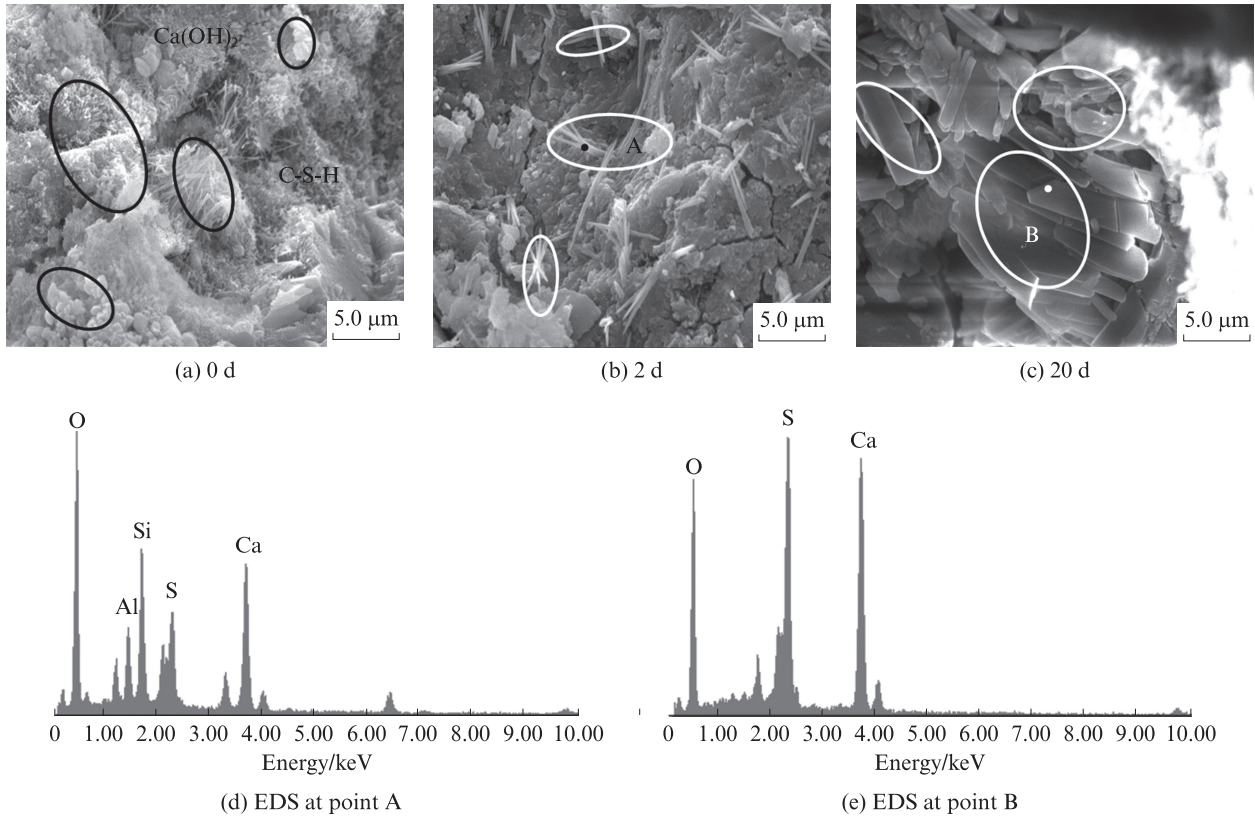 Ca(OH)₂
C-S-H
5.0 μm
(a) 0 d
A
5.0 μm
(b) 2 d
B
5.0 μm
(c) 20 d
O
Al
Si
S
Ca
0 1.00 2.00 3.00 4.00 5.00 6.00 7.00 8.00 9.00 10.00
Energy/keV
(d) EDS at point A
O
S
Ca
0 1.00 2.00 3.00 4.00 5.00 6.00 7.00 8.00 9.00 10.00
Energy/keV
(e) EDS at point B